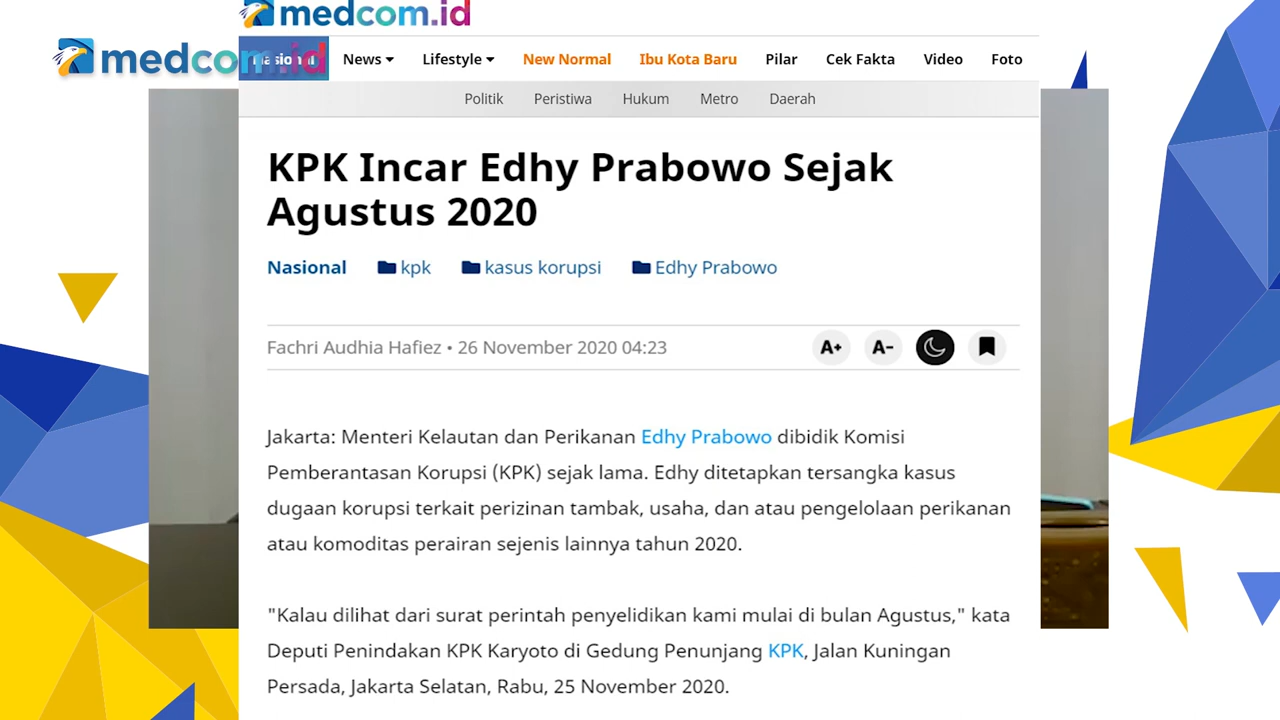 medcom.id
medcom.id
Nasional
News
Lifestyle
New Normal
Ibu Kota Baru
Pilar
Cek Fakta
Video
Foto
Politik
Peristiwa
Hukum
Metro
Daerah
KPK Incar Edhy Prabowo Sejak
Agustus 2020
Nasional
kpk
kasus korupsi
Edhy Prabowo
Fachri Audhia Hafiez • 26 November 2020 04:23
A+
A-
Jakarta: Menteri Kelautan dan Perikanan Edhy Prabowo dibidik Komisi
Pemberantasan Korupsi (KPK) sejak lama. Edhy ditetapkan tersangka kasus
dugaan korupsi terkait perizinan tambak, usaha, dan atau pengelolaan perikanan
atau komoditas perairan sejenis lainnya tahun 2020.
"Kalau dilihat dari surat perintah penyelidikan kami mulai di bulan Agustus," kata
Deputi Penindakan KPK Karyoto di Gedung Penunjang KPK, Jalan Kuningan
Persada, Jakarta Selatan, Rabu, 25 November 2020.